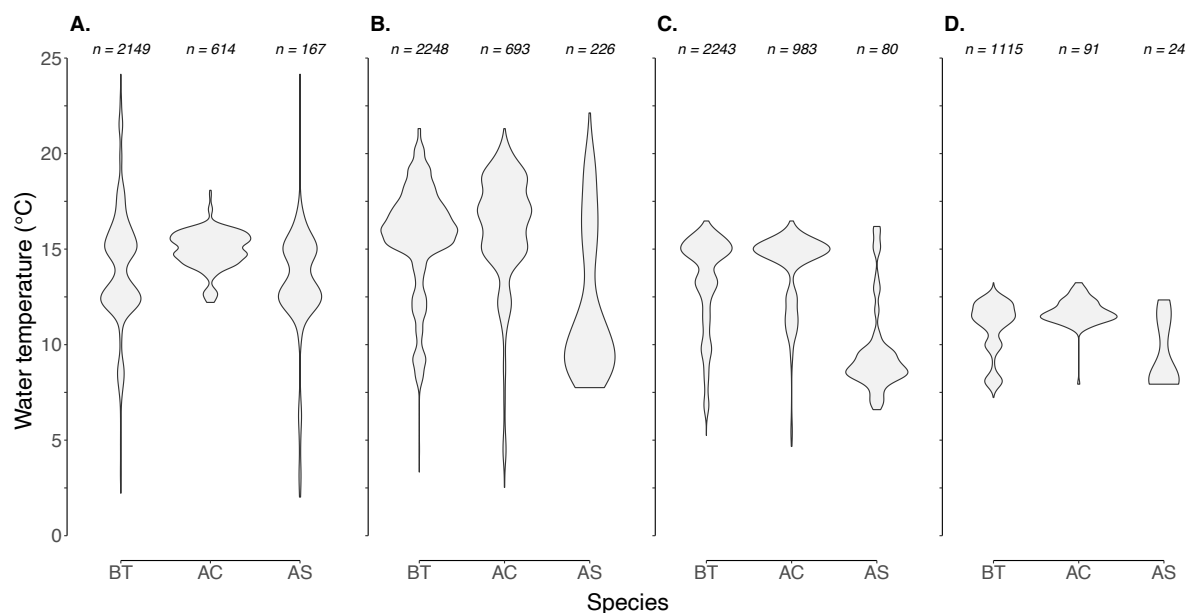 A. B. C. D.
n = 2149 n = 614 n = 167 n = 2248 n = 693 n = 226 n = 2243 n = 983 n = 80 n = 1115 n = 91 n = 24
25
20
15
10
5
0
Water temperature (°C)
BT AC AS BT AC AS BT AC AS BT AC AS
Species